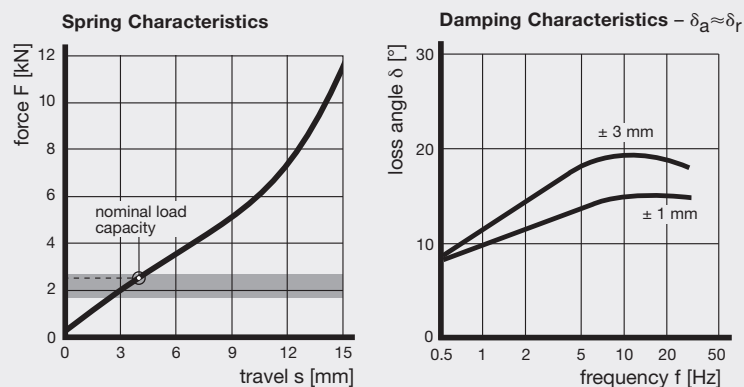 Spring Characteristics
force F [kN]
12
10
8
6
4
2
0
nominal load
capacity
0 3 6 9 12 15
travel s [mm]
Damping Characteristics – δa≈δr
loss angle δ [°]
30
20
10
0
± 3 mm
± 1 mm
0.5 1 2 5 10 20 50
frequency f [Hz]